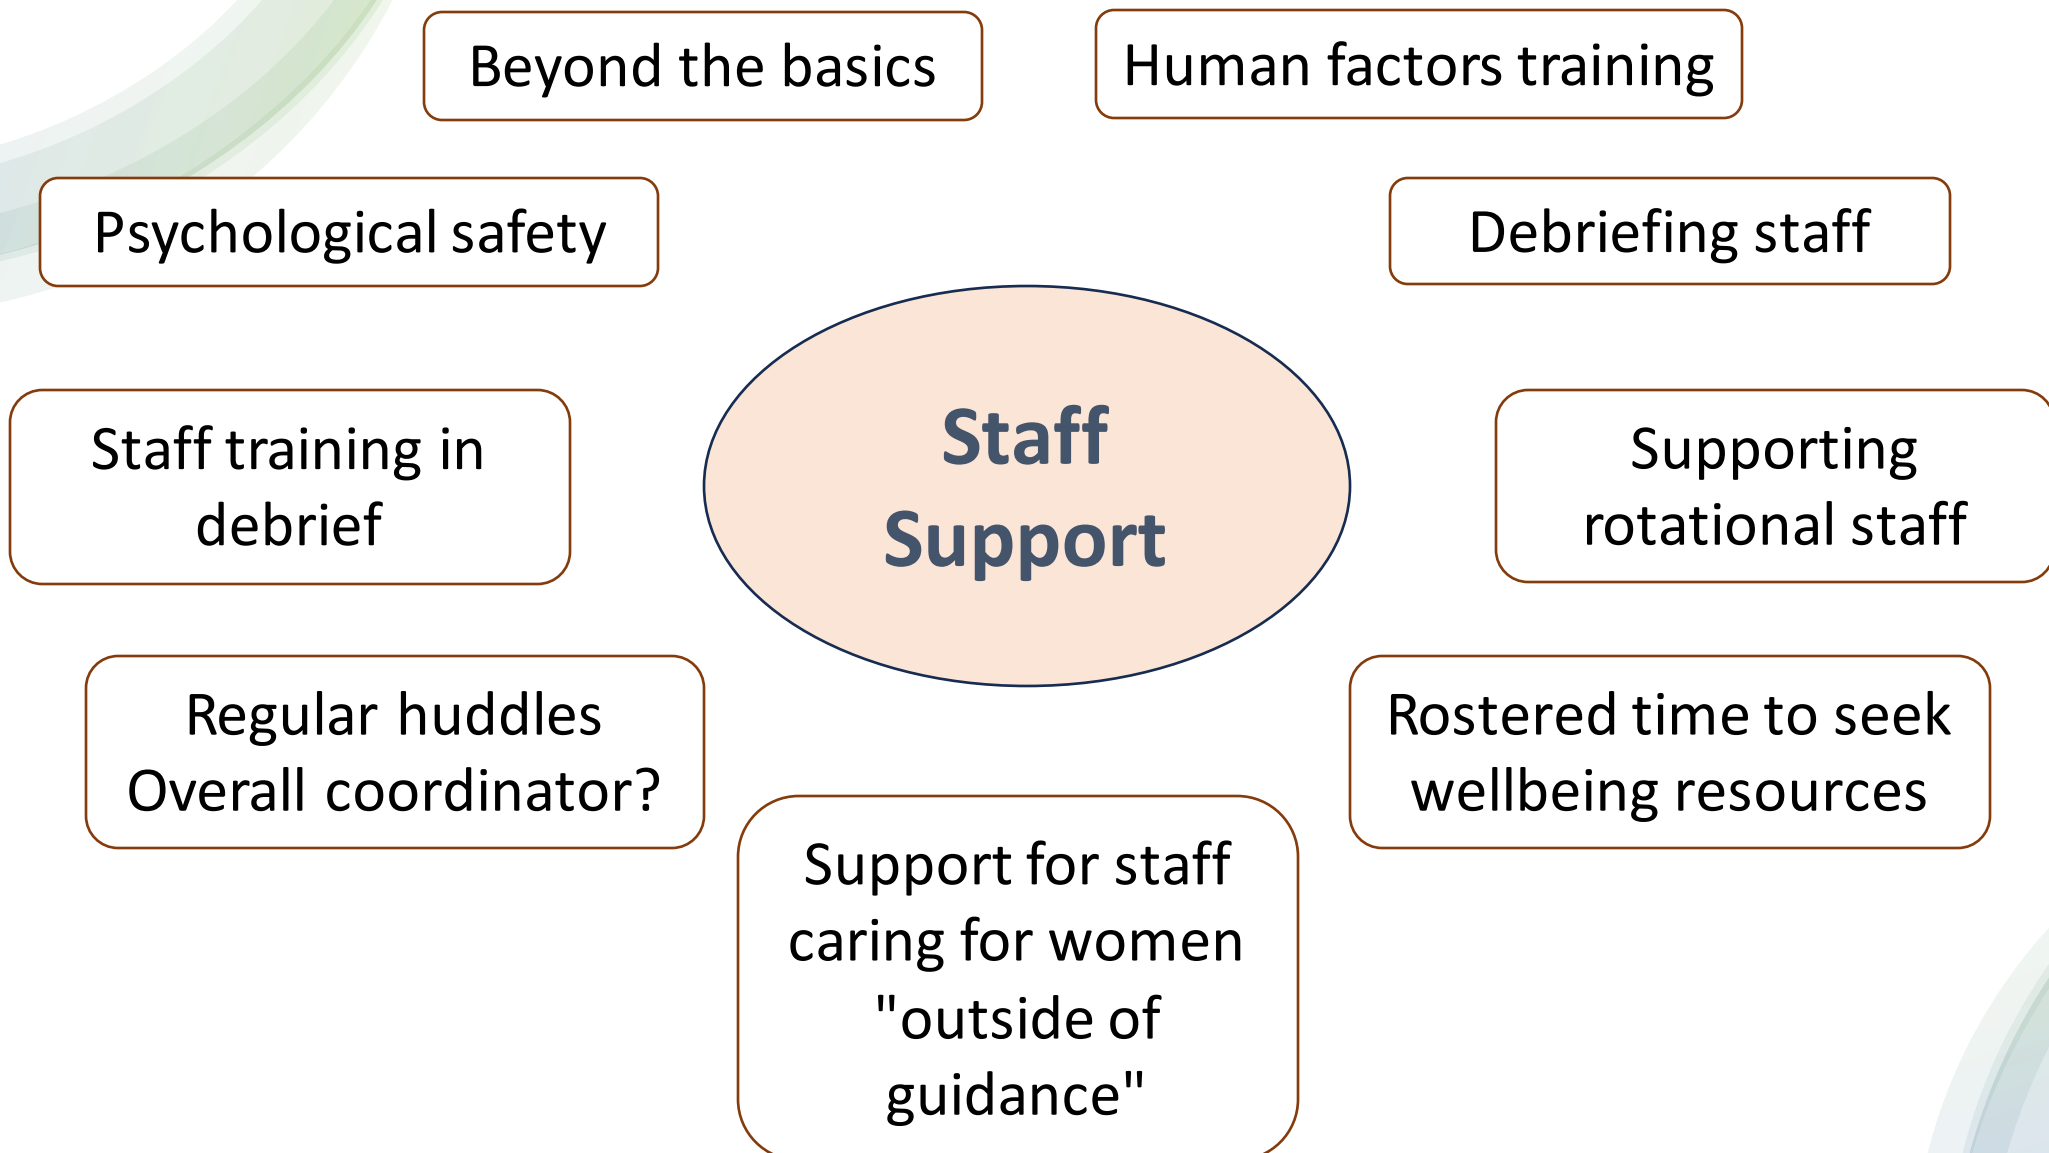 Beyond the basics
Human factors training
Psychological safety
Debriefing staff
Staff
Support
Staff training in
debrief
Supporting
rotational staff
Regular huddles
Overall coordinator?
Rostered time to seek
wellbeing resources
Support for staff
caring for women
"outside of
guidance"